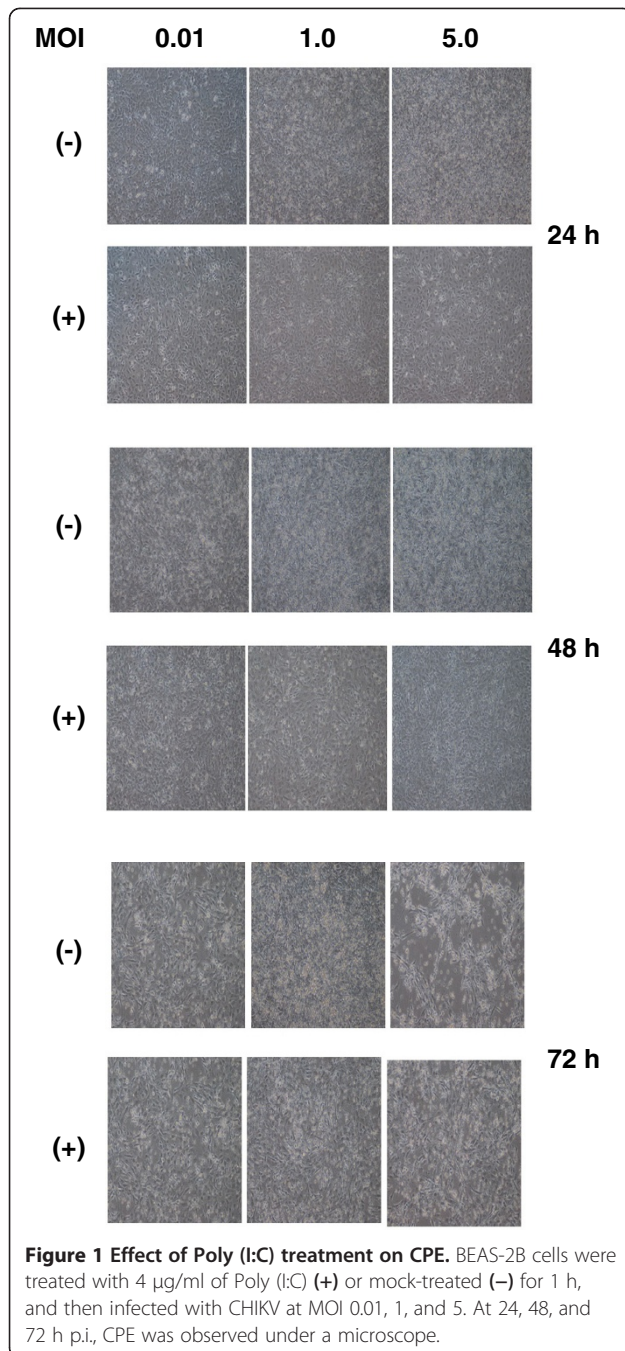 MOI 0.01 1.0 5.0
(-)
24 h
(+)
(-)
48 h
(+)
(-)
72 h
(+)
Figure 1 Effect of Poly (I:C) treatment on CPE. BEAS-2B cells were
treated with 4 μg/ml of Poly (I:C) (+) or mock-treated (−) for 1 h,
and then infected with CHIKV at MOI 0.01, 1, and 5. At 24, 48, and
72 h p.i., CPE was observed under a microscope.